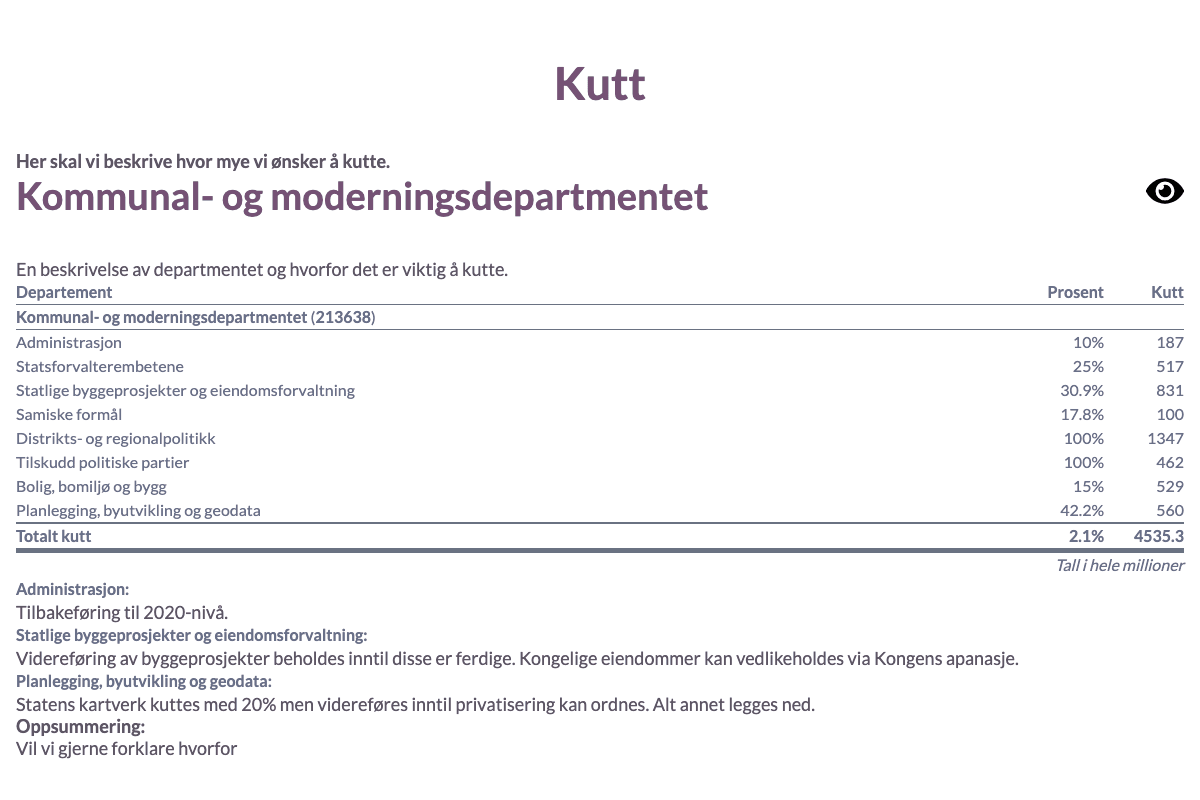 Kutt
Her skal vi beskrive hvor mye vi ønsker å kutte.
Kommunal- og moderningsdepartmentet
En beskrivelse av departmentet og hvorfor det er viktig å kutte.
Departement Prosent Kutt
Kommunal- og moderningsdepartmentet (213638)
Administrasjon 10% 187
Statsforvalterembetene 25% 517
Statlige byggeprosjekter og eiendomsforvaltning 30.9% 831
Samiske formål 17.8% 100
Distrikts- og regionalpolitikk 100% 1347
Tilskudd politiske partier 100% 462
Bolig, bomiljø og bygg 15% 529
Planlegging, byutvikling og geodata 42.2% 560
Totalt kutt 2.1% 4535.3
Tall i hele millioner
Administrasjon:
Tilbakeføring til 2020-nivå.
Statlige byggeprosjekter og eiendomsforvaltning:
Videreføring av byggeprosjekter beholdes inntil disse er ferdige. Kongelige eiendommer kan vedlikeholdes via Kongens apanasje.
Planlegging, byutvikling og geodata:
Statens kartverk kuttes med 20% men videreføres inntil privatisering kan ordnes. Alt annet legges ned.
Oppsummering:
Vil vi gjerne forklare hvorfor